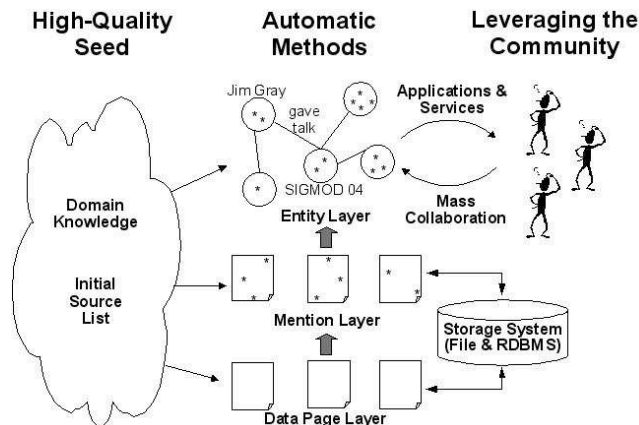 High-Quality
Seed
Automatic
Methods
Leveraging the
Community
Jim Gray
gave
talk
SIGMOD 04
Entity Layer
Applications &
Services
Mass
Collaboration
Domain
Knowledge
Initial
Source
List
Mention Layer
Storage System
(File & RDBMS)
Data Page Layer